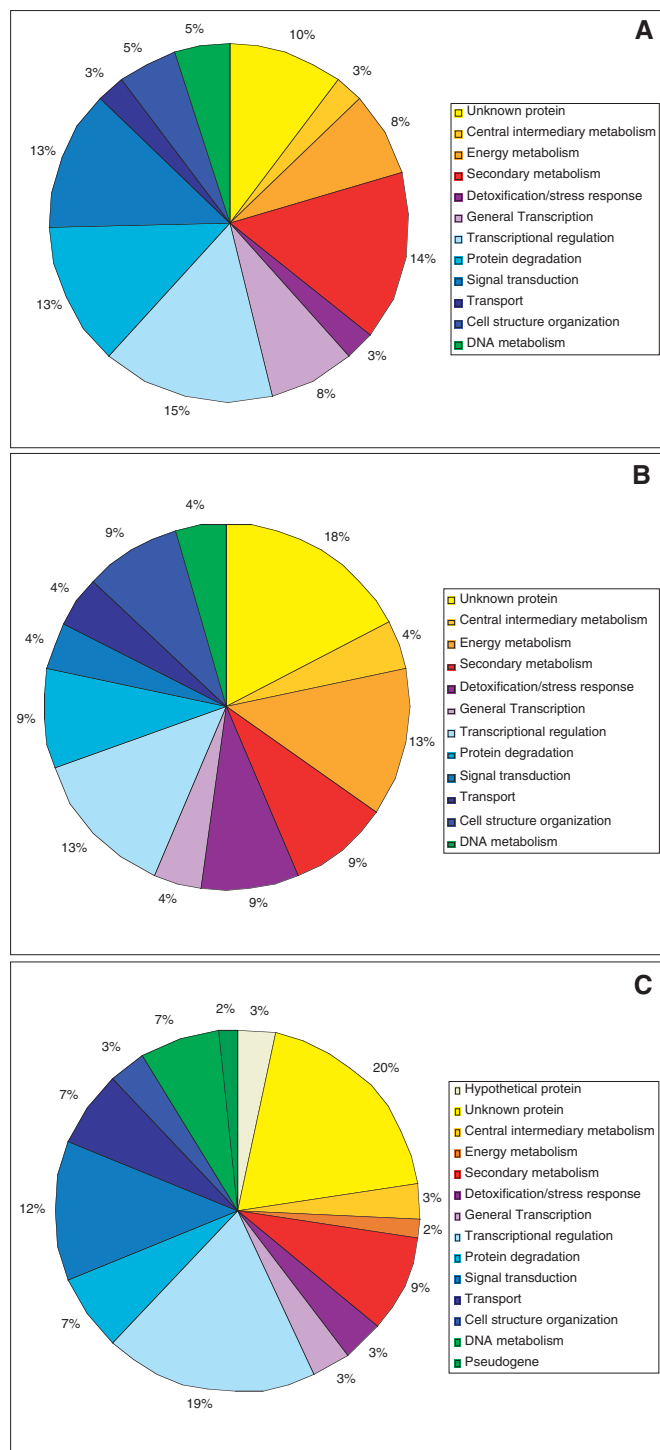 A
5%
10%
5%
3%
3%
8%
13%
14%
13%
3%
15%
8%
Unknown protein
Central intermediary metabolism
Energy metabolism
Secondary metabolism
Detoxification/stress response
General Transcription
Transcriptional regulation
Protein degradation
Signal transduction
Transport
Cell structure organization
DNA metabolism
B
4%
18%
9%
4%
4%
4%
13%
9%
13%
9%
4%
9%
Unknown protein
Central intermediary metabolism
Energy metabolism
Secondary metabolism
Detoxification/stress response
General Transcription
Transcriptional regulation
Protein degradation
Signal transduction
Transport
Cell structure organization
DNA metabolism
C
2%
3%
7%
3%
20%
7%
3%
2%
12%
9%
7%
3%
3%
19%
Hypothetical protein
Unknown protein
Central intermediary metabolism
Energy metabolism
Secondary metabolism
Detoxification/stress response
General Transcription
Transcriptional regulation
Protein degradation
Signal transduction
Transport
Cell structure organization
DNA metabolism
Pseudogene